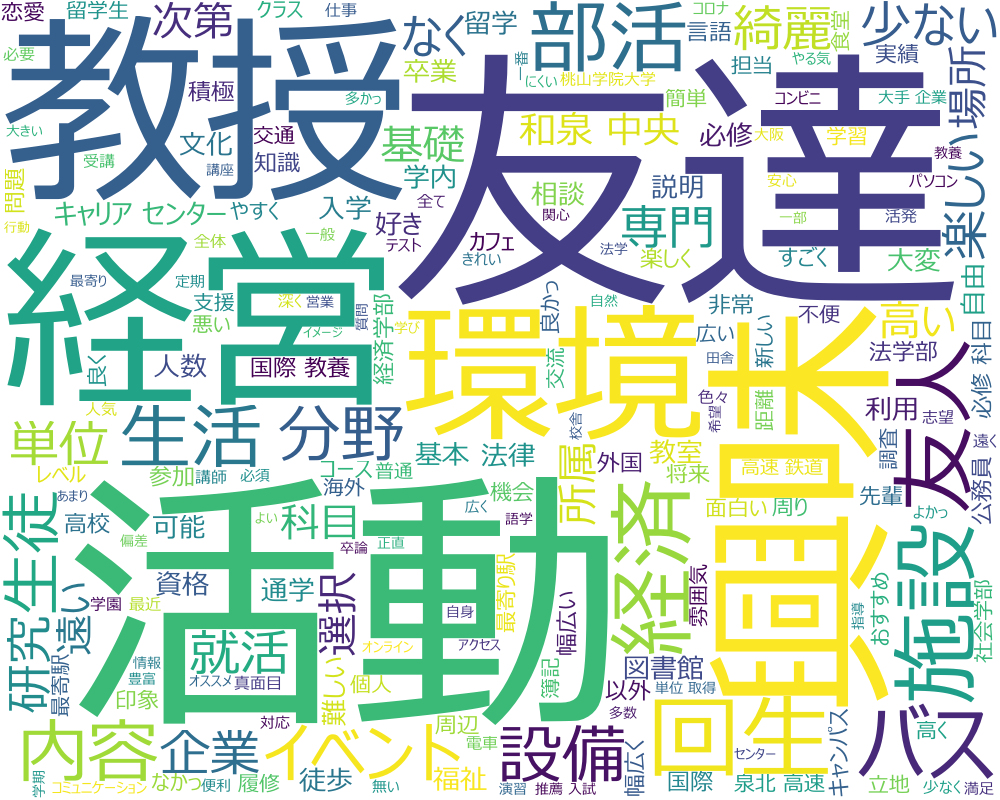 恋愛
留学生
次第
クラス
仕事
なく
留学
部活
コロナ
言語
綺麗
食堂
少ない
必要
教授
卒業
一番
にくい
桃山学院大学
担当
やる気
実績
積極
多かっ
友達
簡単
コンビニ
大手 企業
場所
大きい
文化
交通
基礎
和泉 中央
必修
大阪
学習
受講
講座
知識
学内
相談
説明
安心
教養
問題
キャリア センター
やすく
入学
全て
好き
関心
専門
一部
活発
パソコン
楽しい
行動
全体
一般
テスト
カフェ
きれい
法学
楽しく
すごく
大変
経営
最寄り
定期
支援
深く
営業
質問
経済学部
良かっ
自然
非常
不便
自由
悪い
イメージ
学び
環境
広い
新しい
高い
良く
人数
国際 教養
交流
田舎
法学部
必修 科目
人気
生活
分野
校舎
色々
希望
距離
利用
志望
友人
単位
基本 法律
所属
教室
興味
調査
遠く
レベル
参加
講師
必須
コース
普通
外国
将来
高速 鉄道
公務員
あまり
海外
広く
機会
面白い
周り
先輩
よかっ
生徒
高校
可能
科目
語学
経済
よい
偏差
卒論
正直
活動
研究
遠い
資格
通学
選択
最寄り駅
幅広い
雰囲気
おすすめ
指導
施設
社会学部
学園
最近
自身
就活
オンライン
アクセス
最寄駅
情報
豊富
オススメ
真面目
難しい
個人
簿記
図書館
回生
印象
以外
単位 取得
バス
対応
周辺
多数
高く
内容
企業
イベント
電車
設備
センター
キャンパス
学期
コミュニケーション
なかっ
便利
履修
無い
徒歩
福祉
演習
推薦 入試
幅広く
国際
泉北 高速
立地
少なく
満足